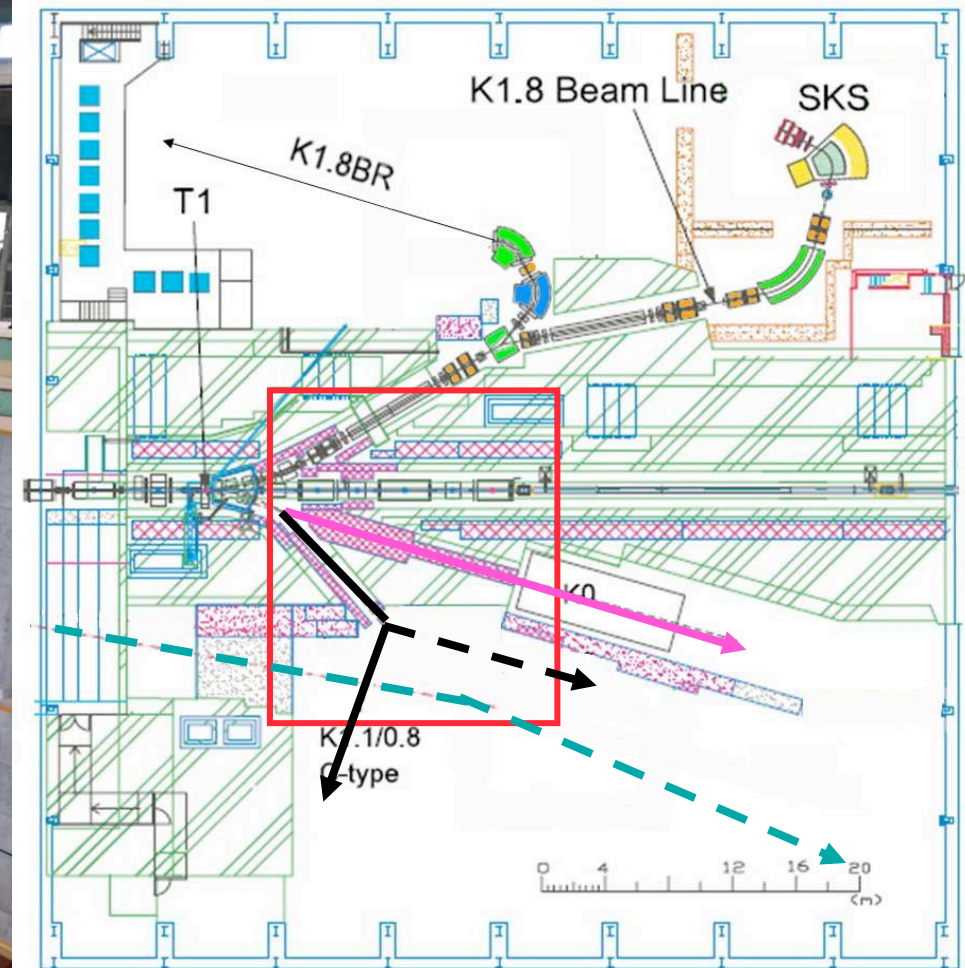 K1.8 Beam Line
SKS
K1.8BR
T1
K0
K1.1/0.8
C-type
0 4 12 16 20
(m)